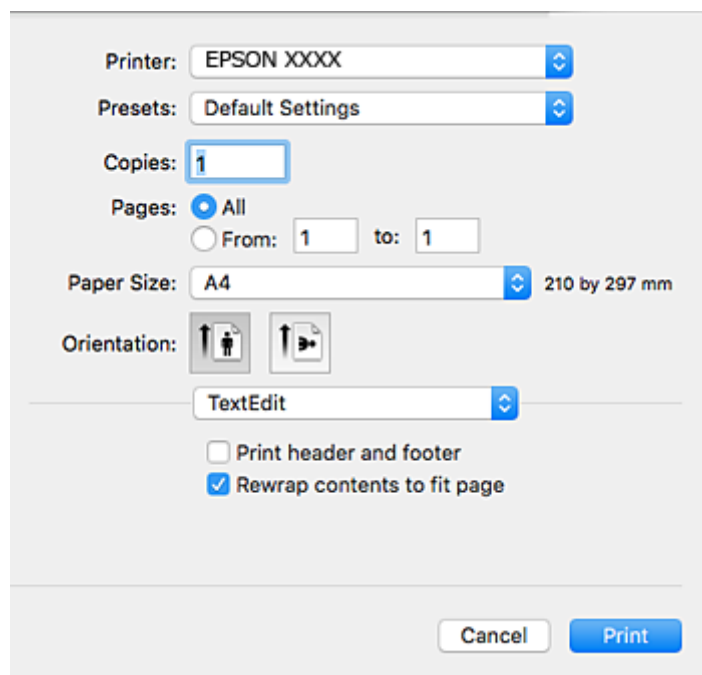 Printer: EPSON XXXX
Presets: Default Settings
Copies: 1
Pages: All
From: 1 to: 1
Paper Size: A4 210 by 297 mm
Orientation:
TextEdit
Print header and footer
Rewrap contents to fit page
Cancel Print